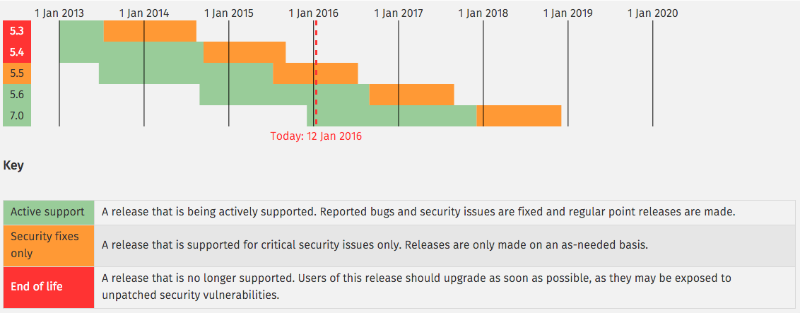 1 Jan 2013 1 Jan 2014 1 Jan 2015 1 Jan 2016 1 Jan 2017 1 Jan 2018 1 Jan 2019 1 Jan 2020
5.3
5.4
5.5
5.6
7.0
Today: 12 Jan 2016
Key
Active support A release that is being actively supported. Reported bugs and security issues are fixed and regular point releases are made.
Security fixes
only
A release that is supported for critical security issues only. Releases are only made on an as-needed basis.
End of life
A release that is no longer supported. Users of this release should upgrade as soon as possible, as they may be exposed to
unpatched security vulnerabilities.